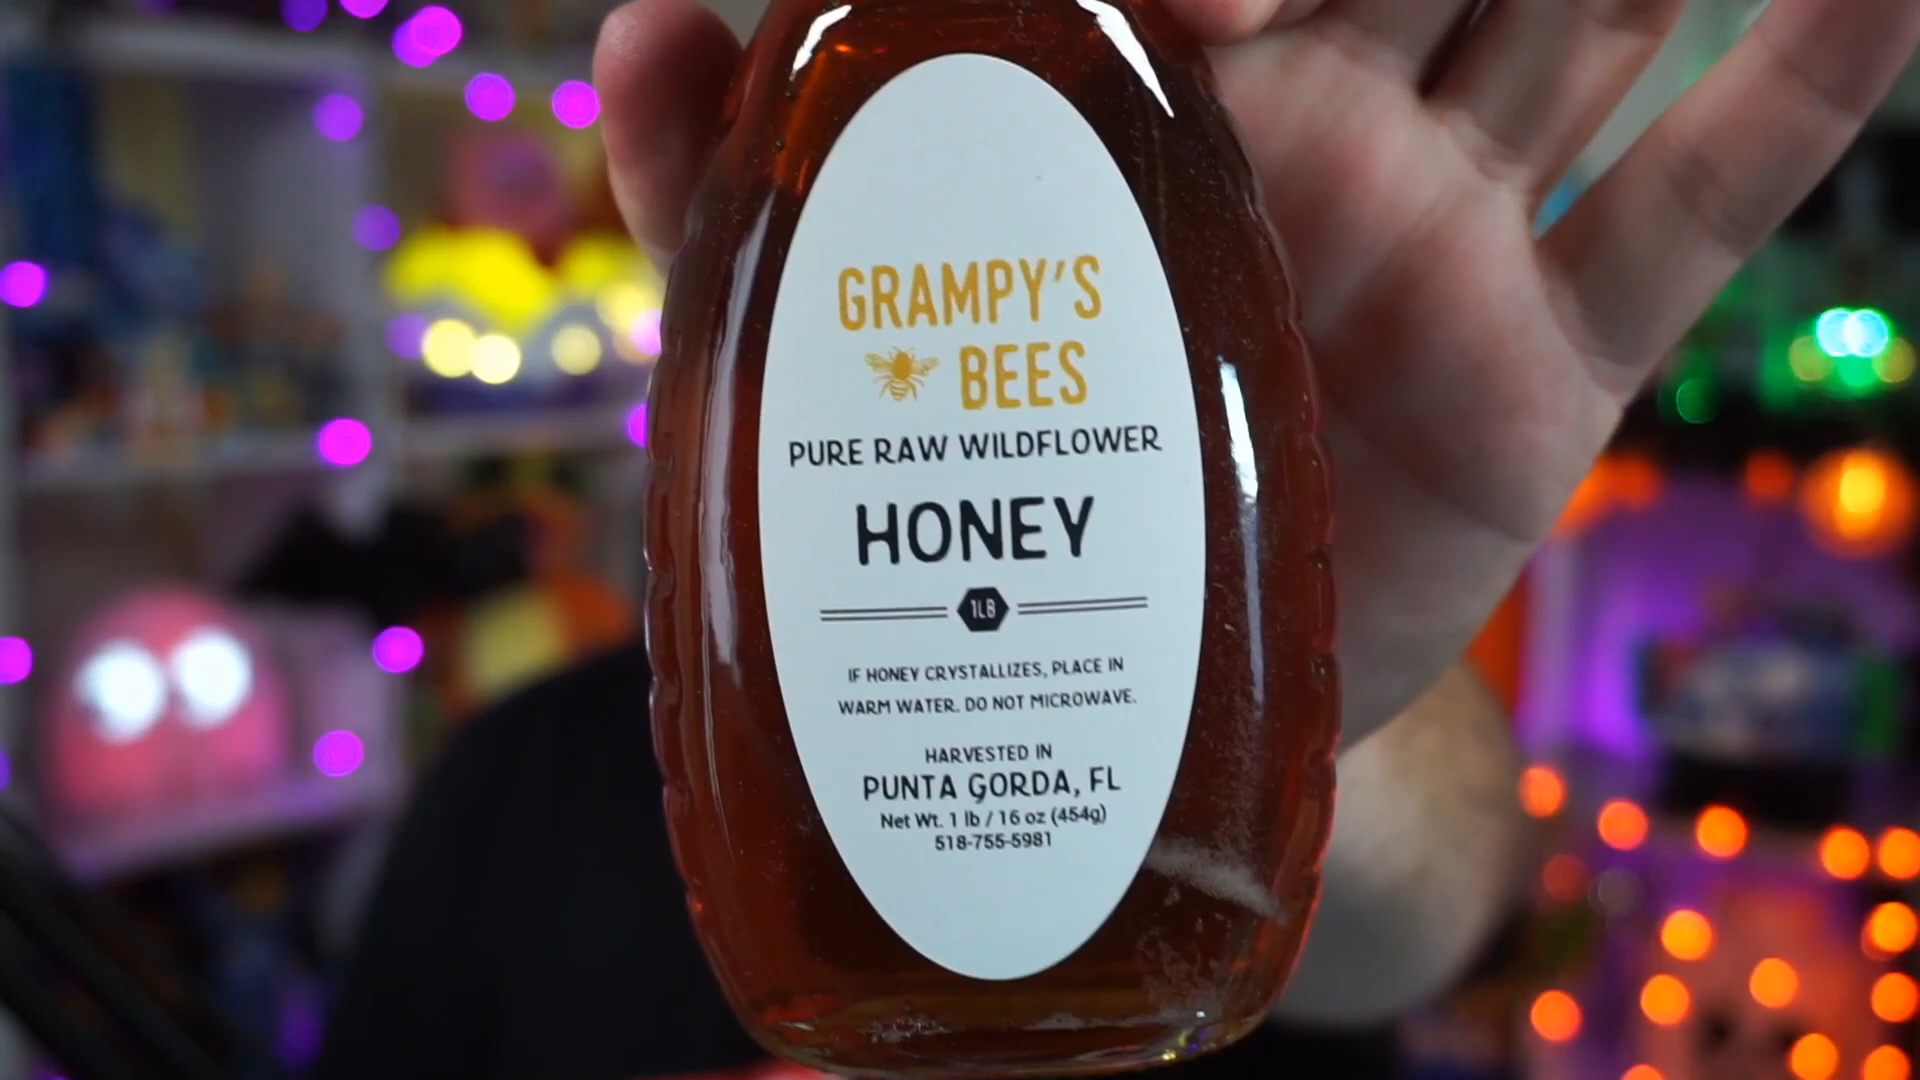 GRAMPY'S
BEES
PURE RAW WILDFLOWER
HONEY
1LB
IF HONEY CRYSTALLIZES, PLACE IN
WARM WATER. DO NOT MICROWAVE.
HARVESTED IN
PUNTA GORDA, FL
Net Wt. 1 lb / 16 oz (454g)
518-755-5981